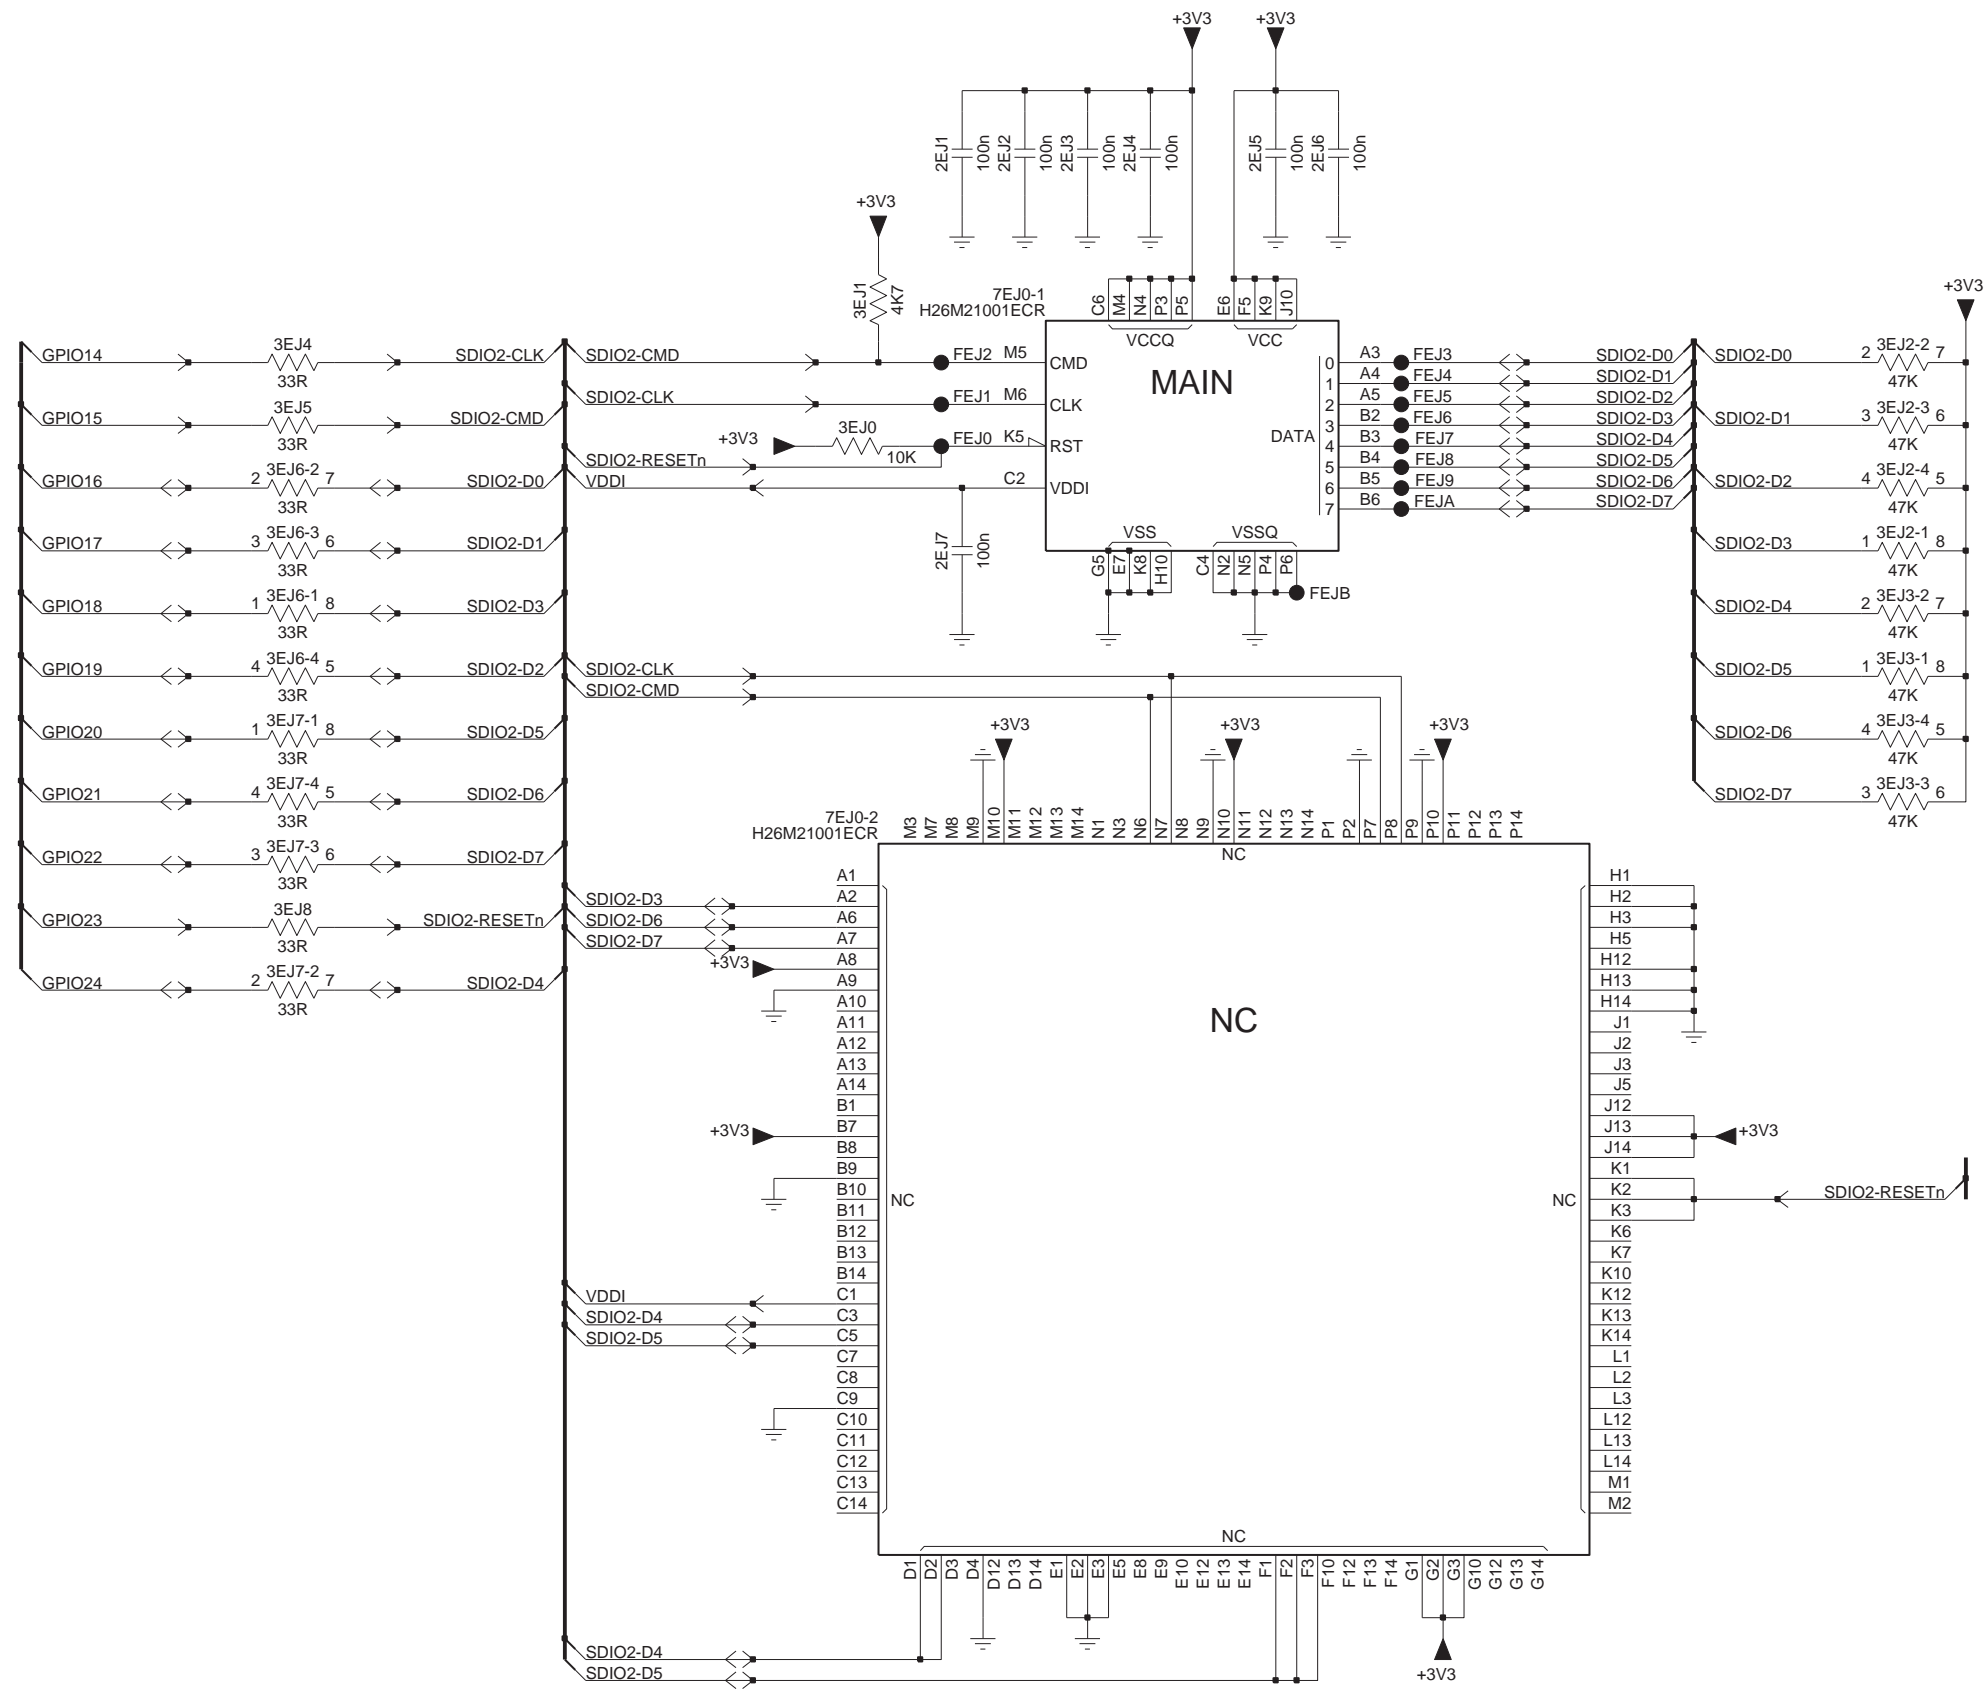 +3V3 +3V3
2EJ1 100n 2EJ2 100n 2EJ3 100n 2EJ4 100n 2EJ5 100n 2EJ6 100n
+3V3
3EJ1 4K7
+3V3
7EJ0-1
H26M21001ECR
C6 M4 N4 P3 P5 E6 F5 K9 J10
VCCQ VCC
MAIN
GPIO14 3EJ4 33R SDIO2-CLK
GPIO15 3EJ5 33R SDIO2-CMD
GPIO16 2 3EJ6-2 7 33R SDIO2-D0
GPIO17 3 3EJ6-3 6 33R SDIO2-D1
GPIO18 1 3EJ6-1 8 33R SDIO2-D3
GPIO19 4 3EJ6-4 5 33R SDIO2-D2
GPIO20 1 3EJ7-1 8 33R SDIO2-D5
GPIO21 4 3EJ7-4 5 33R SDIO2-D6
GPIO22 3 3EJ7-3 6 33R SDIO2-D7
GPIO23 3EJ8 33R SDIO2-RESETn
GPIO24 2 3EJ7-2 7 33R SDIO2-D4
SDIO2-CMD FEJ2 M5 CMD
SDIO2-CLK FEJ1 M6 CLK
+3V3 3EJ0 10K FEJ0 K5 RST
SDIO2-RESETn
VDDI C2 VDDI
2EJ7 100n
DATA
0 A3 FEJ3 SDIO2-D0
1 A4 FEJ4 SDIO2-D1
2 A5 FEJ5 SDIO2-D2
3 B2 FEJ6 SDIO2-D3
4 B3 FEJ7 SDIO2-D4
5 B4 FEJ8 SDIO2-D5
6 B5 FEJ9 SDIO2-D6
7 B6 FEJA SDIO2-D7
VSS VSSQ
G5 E7 K8 H10 C4 N2 N5 P4 P6
FEJB
SDIO2-D0 2 3EJ2-2 7 47K
SDIO2-D1 3 3EJ2-3 6 47K
SDIO2-D2 4 3EJ2-4 5 47K
SDIO2-D3 1 3EJ2-1 8 47K
SDIO2-D4 2 3EJ3-2 7 47K
SDIO2-D5 1 3EJ3-1 8 47K
SDIO2-D6 4 3EJ3-4 5 47K
SDIO2-D7 3 3EJ3-3 6 47K
SDIO2-CLK
SDIO2-CMD
+3V3 +3V3 +3V3
7EJ0-2
H26M21001ECR
M3 M7 M8 M9 M10 M11 M12 M13 M14 N1 N3 N6 N7 N8 N9 N10 N11 N12 N13 N14 P1 P2 P7 P8 P9 P10 P11 P12 P13 P14
NC
A1
SDIO2-D3 A2
SDIO2-D6 A6
SDIO2-D7 A7
+3V3 A8
A9
A10
A11
A12
A13
A14
B1
+3V3 B7
B8
B9
B10
B11
B12
B13
B14
VDDI C1
SDIO2-D4 C3
SDIO2-D5 C5
C7
C8
C9
C10
C11
C12
C13
C14
NC
NC
NC
H1
H2
H3
H5
H12
H13
H14
J1
J2
J3
J5
J12
J13 +3V3
J14
K1
K2 SDIO2-RESETn
K3
K6
K7
K10
K12
K13
K14
L1
L2
L3
L12
L13
L14
M1
M2
NC
D1 D2 D3 D4 D12 D13 D14 E1 E2 E3 E5 E8 E9 E10 E12 E13 E14 F1 F2 F3 F10 F12 F13 F14 G1 G2 G3 G10 G12 G13 G14
SDIO2-D4
SDIO2-D5
+3V3